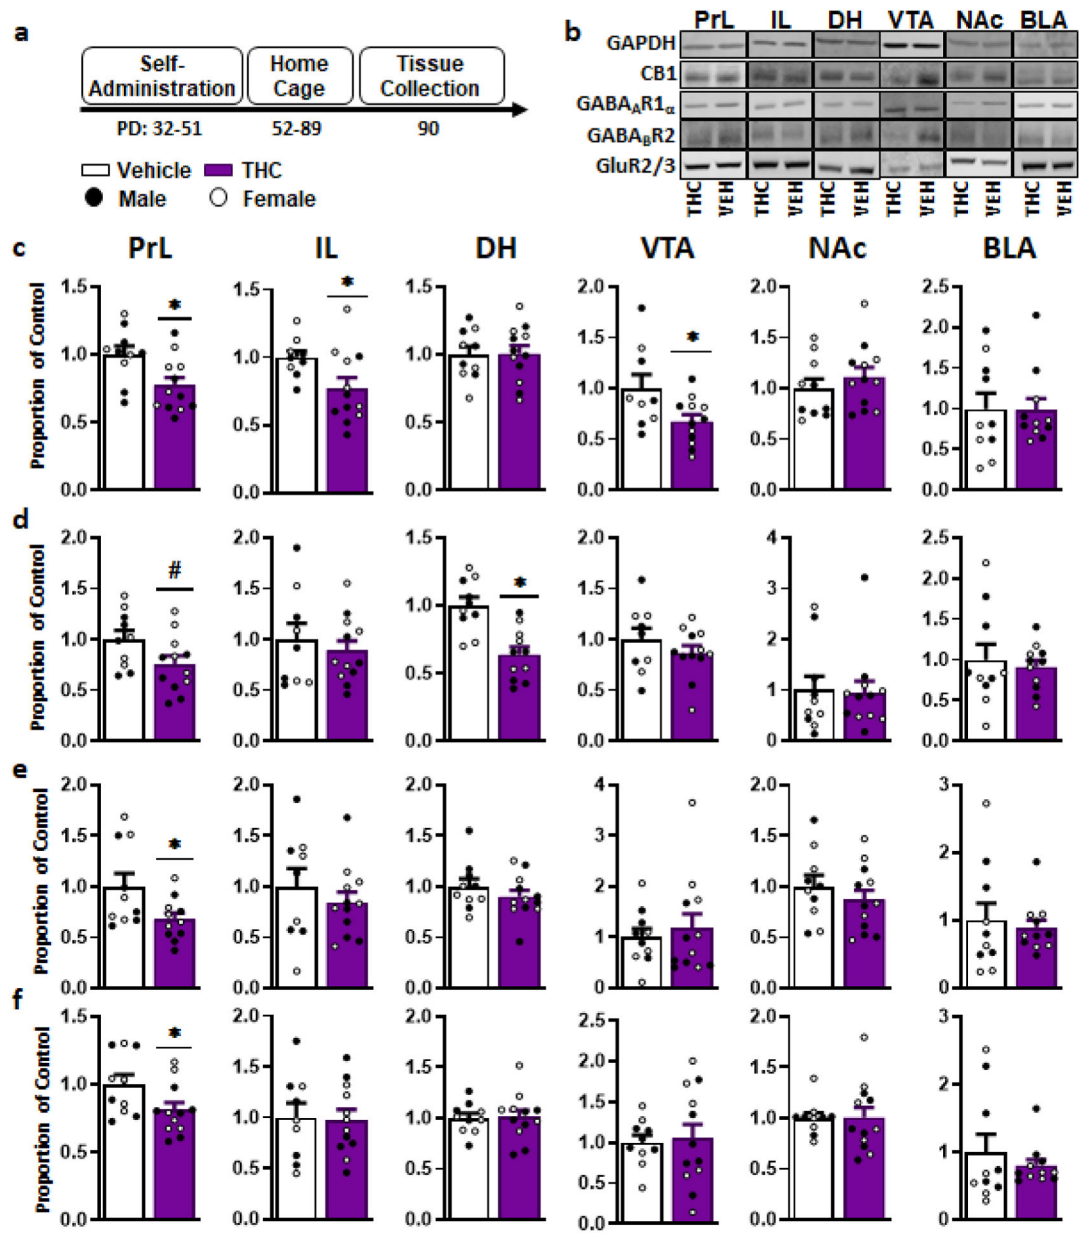 a
Self-Administration
Home Cage
Tissue Collection
PD: 32-51
52-89
90
Vehicle
THC
Male
Female
b
PrL IL DH VTA NAc BLA
GAPDH
CB1
GABA_AR1_α
GABA_BR2
GluR2/3
THC VEH THC VEH THC VEH THC VEH THC VEH THC VEH
c
PrL IL DH VTA NAc BLA
Proportion of Control
1.5 1.0 0.5 0.0
*
1.5 1.0 0.5 0.0
*
1.5 1.0 0.5 0.0
2.0 1.5 1.0 0.5 0.0
*
2.0 1.5 1.0 0.5 0.0
2.5 2.0 1.5 1.0 0.5 0.0
d
Proportion of Control
2.0 1.5 1.0 0.5 0.0
#
2.0 1.5 1.0 0.5 0.0
1.5 1.0 0.5 0.0
*
2.0 1.5 1.0 0.5 0.0
4 3 2 1 0
2.5 2.0 1.5 1.0 0.5 0.0
e
Proportion of Control
2.0 1.5 1.0 0.5 0.0
*
2.0 1.5 1.0 0.5 0.0
2.0 1.5 1.0 0.5 0.0
4 3 2 1 0
2.0 1.5 1.0 0.5 0.0
3 2 1 0
f
Proportion of Control
1.5 1.0 0.5 0.0
*
2.0 1.5 1.0 0.5 0.0
2.0 1.5 1.0 0.5 0.0
2.5 2.0 1.5 1.0 0.5 0.0
2.0 1.5 1.0 0.5 0.0
3 2 1 0